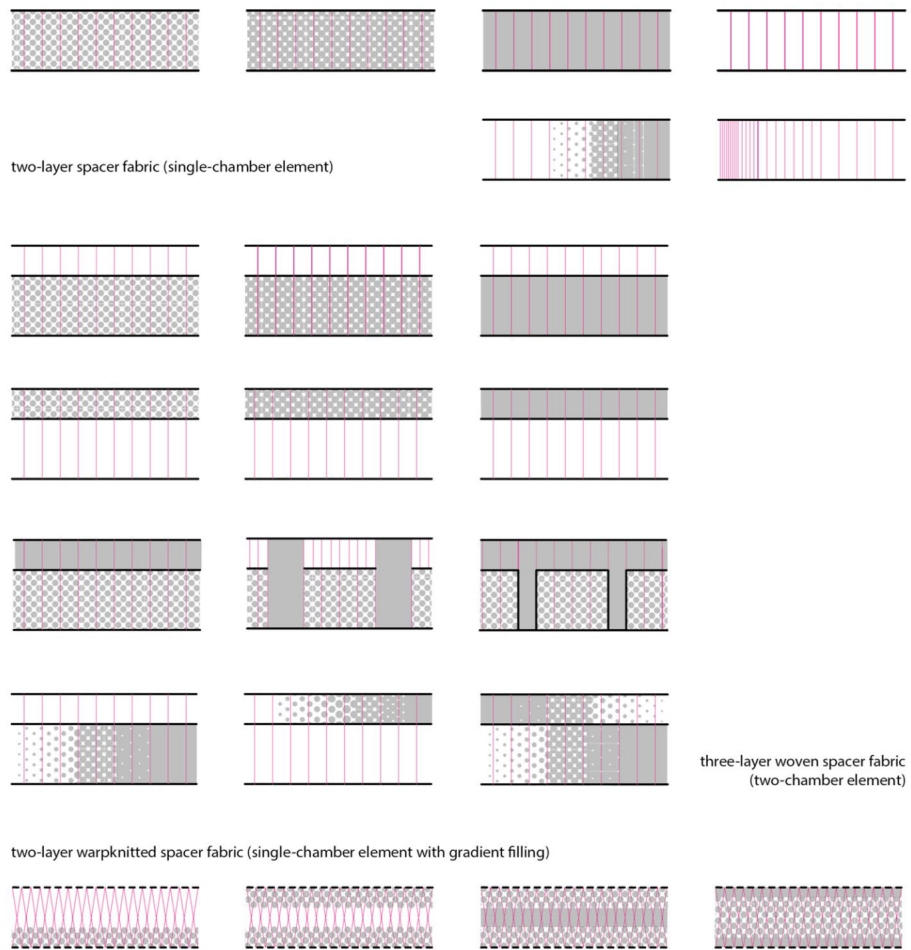 two-layer spacer fabric (single-chamber element)
three-layer woven spacer fabric
(two-chamber element)
two-layer warpknitted spacer fabric (single-chamber element with gradient filling)